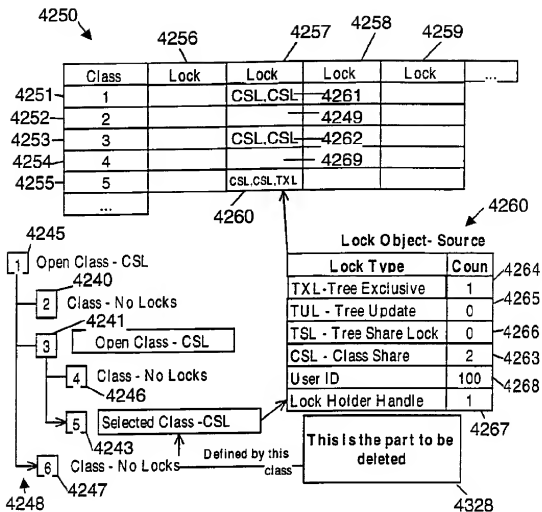 4250
4256
4257
4258
4259
Class Lock Lock Lock Lock ...
4251 1 CSL,CSL 4261
4252 2 4249
4253 3 CSL,CSL 4262
4254 4 4269
4255 5 CSL,CSL,TXL
...
4260
4260
4245
Lock Object- Source
1 Open Class - CSL
Lock Type Coun
4264
4240
TXL-Tree Exclusive 1
4265
2 Class - No Locks
TUL - Tree Update 0
4241
TSL - Tree Share Lock 0
4266
3 Open Class - CSL
CSL - Class Share 2
4263
4 Class - No Locks
User ID 100
4268
4246
Lock Holder Handle 1
5 Selected Class -CSL
4267
4243
This Is the part to be
deleted
6 Class - No Locks
Defined by this
class
4248
4247
4328